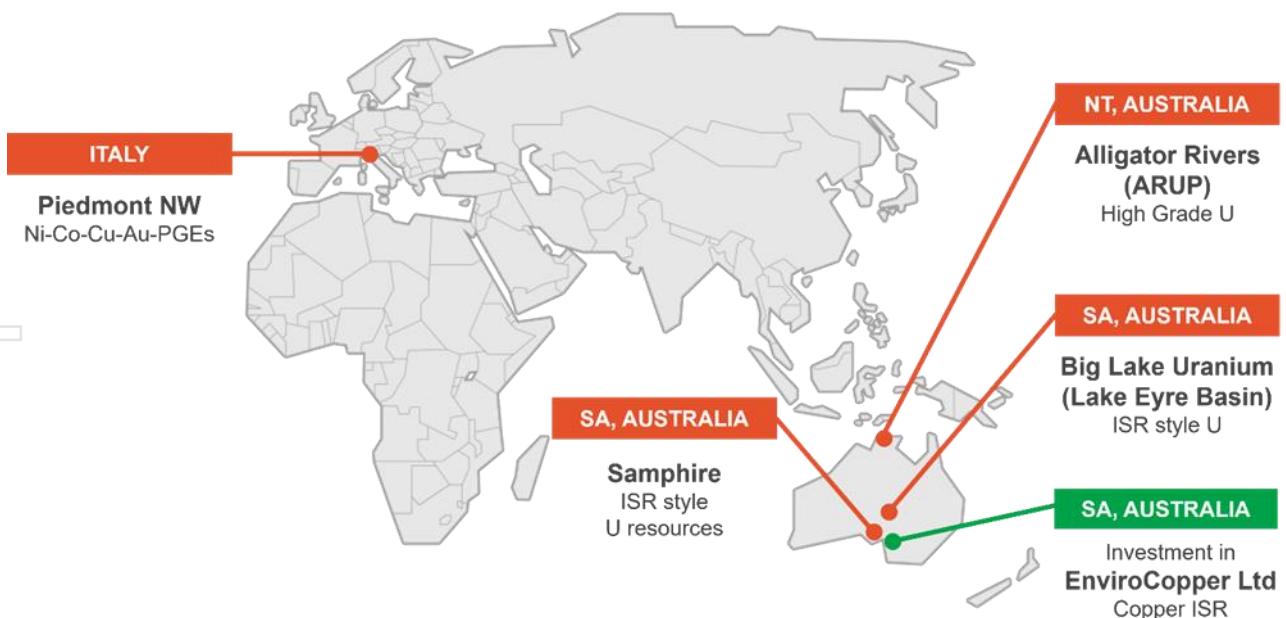 ITALY
Piedmont NW
Ni-Co-Cu-Au-PGEs
SA, AUSTRALIA
Samphire
ISR style
U resources
NT, AUSTRALIA
Alligator Rivers
(ARUP)
High Grade U
SA, AUSTRALIA
Big Lake Uranium
(Lake Eyre Basin)
ISR style U
SA, AUSTRALIA
Investment in
EnviroCopper Ltd
Copper ISR